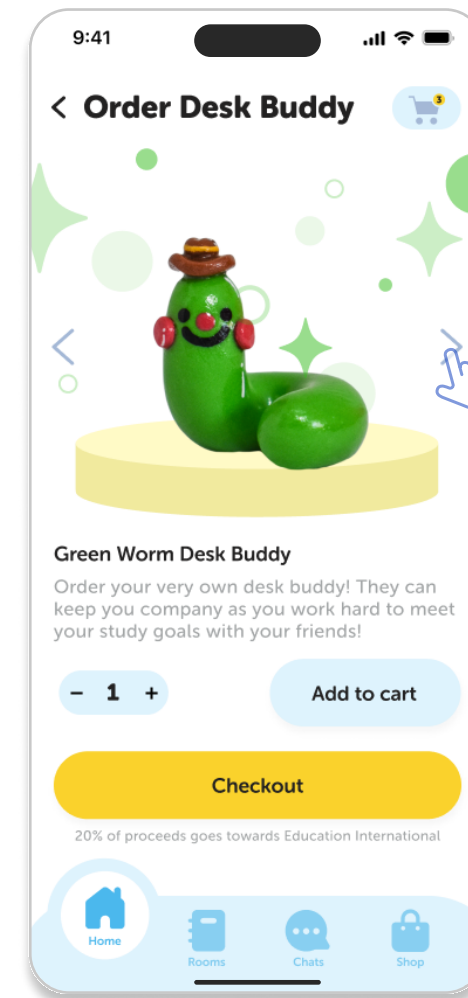 9:41
Order Desk Buddy
3
Green Worm Desk Buddy
Order your very own desk buddy! They can
keep you company as you work hard to meet
your study goals with your friends!
− 1 +
Add to cart
Checkout
20% of proceeds goes towards Education International
Home
Rooms
Chats
Shop